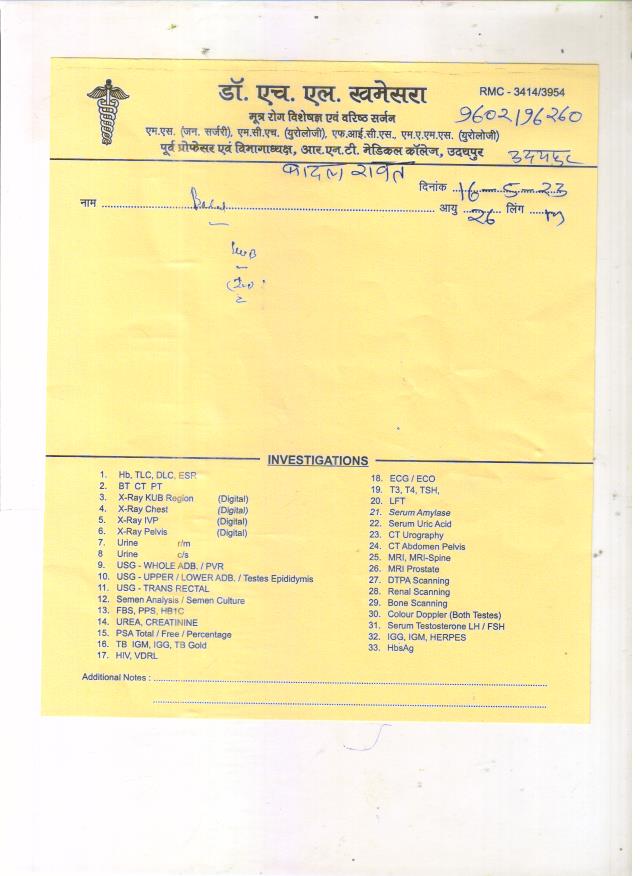 डॉ. एच. एल. खमेसरा
RMC - 3414/3954
मूत्र रोग विशेषज्ञ एवं वरिष्ठ सर्जन
9602196260
एम.एस. (जन. सर्जरी), एम.सी.एच. (युरोलोजी), एफ.आई.सी.एस., एम.ए.एम.एस. (युरोलोजी)
पूर्व प्रोफेसर एवं विभागाध्यक्ष, आर.एन.टी. मेडिकल कॉलेज, उदयपुर
बादल रावत
दिनांक 16-5-23
नाम
आयु 26 लिंग M
INVESTIGATIONS
1. Hb, TLC, DLC, ESR
2. BT CT PT
3. X-Ray KUB Region (Digital)
4. X-Ray Chest (Digital)
5. X-Ray IVP (Digital)
6. X-Ray Pelvis (Digital)
7. Urine r/m
8 Urine c/s
9. USG - WHOLE ADB. / PVR
10. USG - UPPER / LOWER ADB. / Testes Epididymis
11. USG - TRANS RECTAL
12. Semen Analysis / Semen Culture
13. FBS, PPS, HB1C
14. UREA, CREATININE
15. PSA Total / Free / Percentage
16. TB IGM, IGG, TB Gold
17. HIV, VDRL
18. ECG / ECO
19. T3, T4, TSH,
20. LFT
21. Serum Amylase
22. Serum Uric Acid
23. CT Urography
24. CT Abdomen Pelvis
25. MRI, MRI-Spine
26. MRI Prostate
27. DTPA Scanning
28. Renal Scanning
29. Bone Scanning
30. Colour Doppler (Both Testes)
31. Serum Testosterone LH / FSH
32. IGG, IGM, HERPES
33. HbsAg
Additional Notes :